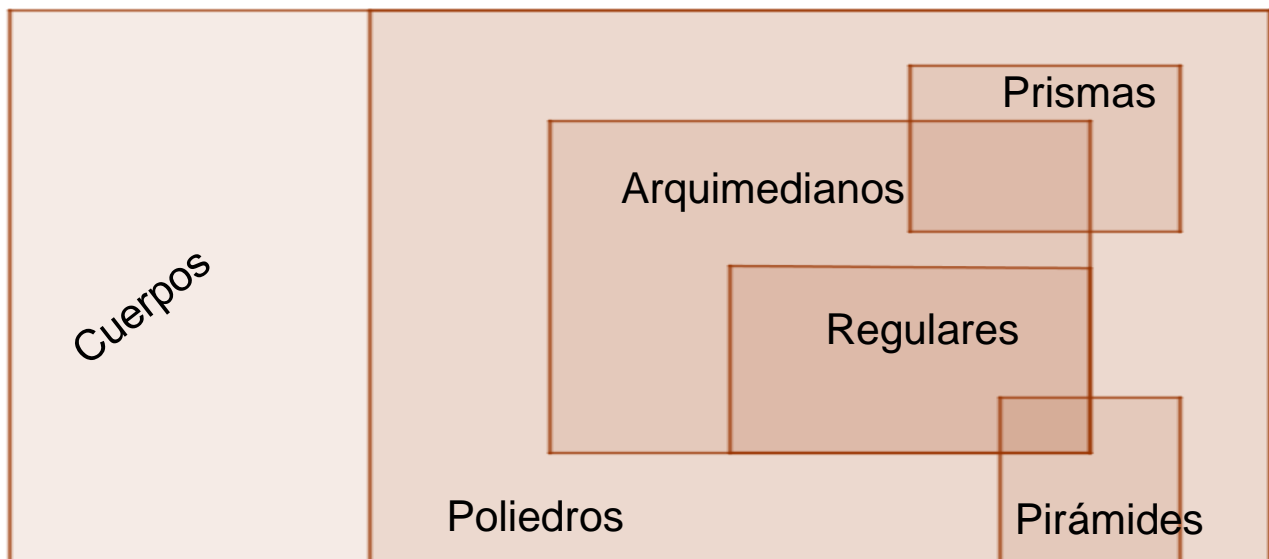 Prismas
Arquimedianos
Cuerpos
Regulares
Poliedros
Pirámides